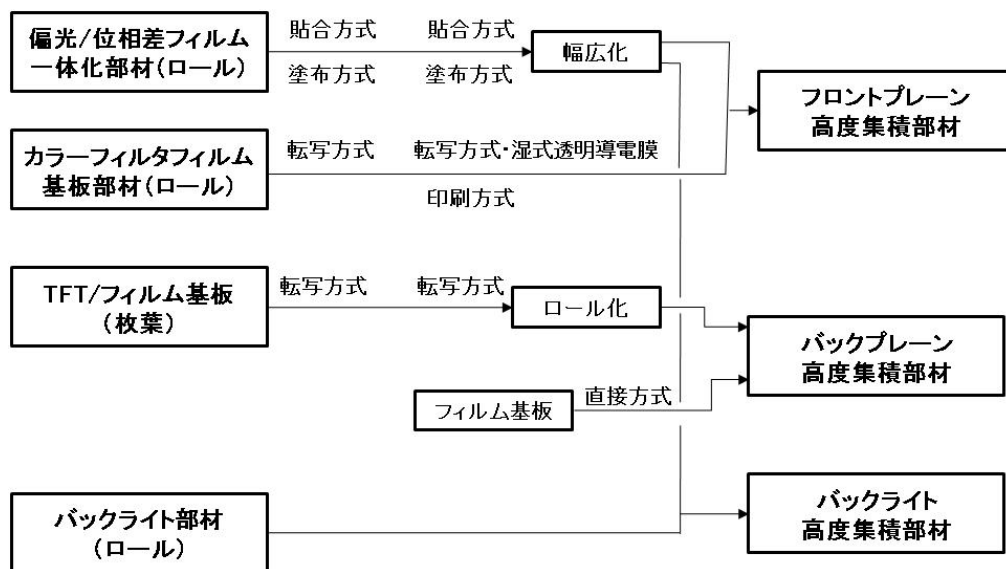 偏光/位相差フィルム
一体化部材(ロール)
貼合方式 貼合方式
塗布方式 塗布方式
幅広化
フロントプレーン
高度集積部材
カラーフィルタフィルム
基板部材(ロール)
転写方式 転写方式・湿式透明導電膜
印刷方式
TFT/フィルム基板
(枚葉)
転写方式 転写方式
ロール化
バックプレーン
高度集積部材
フィルム基板
直接方式
バックライト部材
(ロール)
バックライト
高度集積部材